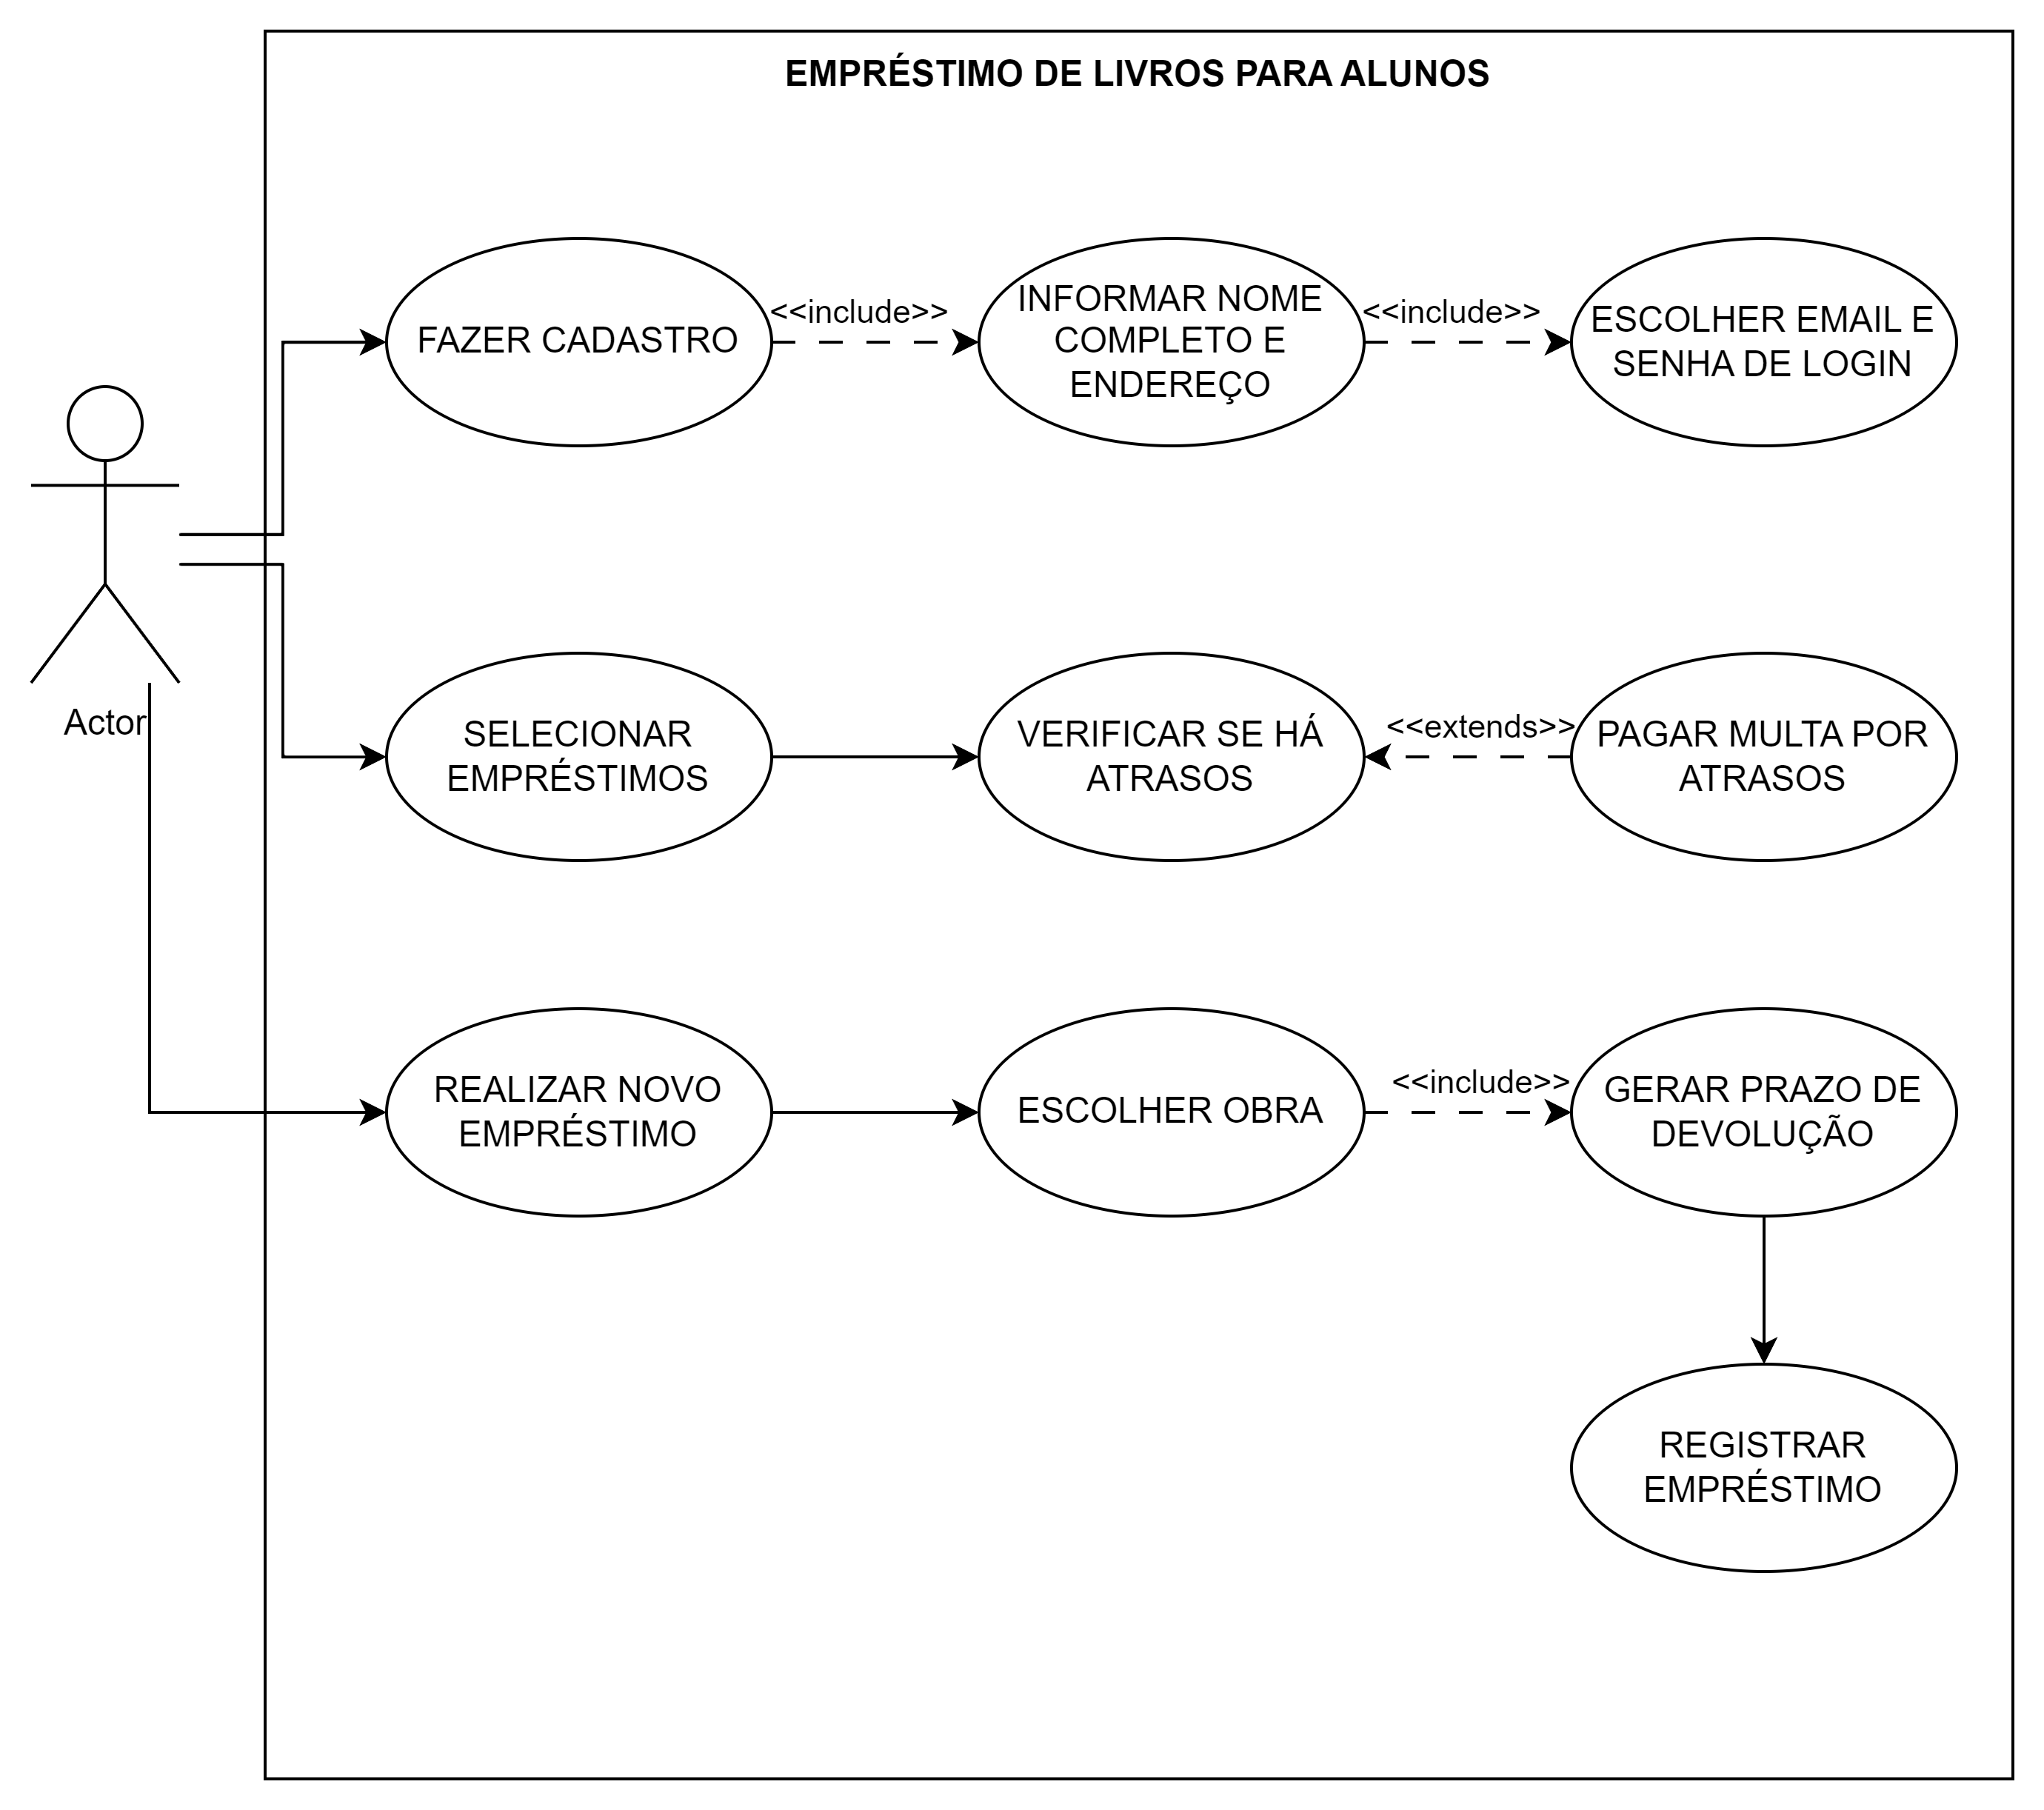 EMPRÉSTIMO DE LIVROS PARA ALUNOS
FAZER CADASTRO
<<include>>
INFORMAR NOME
COMPLETO E
ENDEREÇO
<<include>>
ESCOLHER EMAIL E
SENHA DE LOGIN
Actor
SELECIONAR
EMPRÉSTIMOS
VERIFICAR SE HÁ
ATRASOS
<<extends>>
PAGAR MULTA POR
ATRASOS
REALIZAR NOVO
EMPRÉSTIMO
ESCOLHER OBRA
<<include>>
GERAR PRAZO DE
DEVOLUÇÃO
REGISTRAR
EMPRÉSTIMO